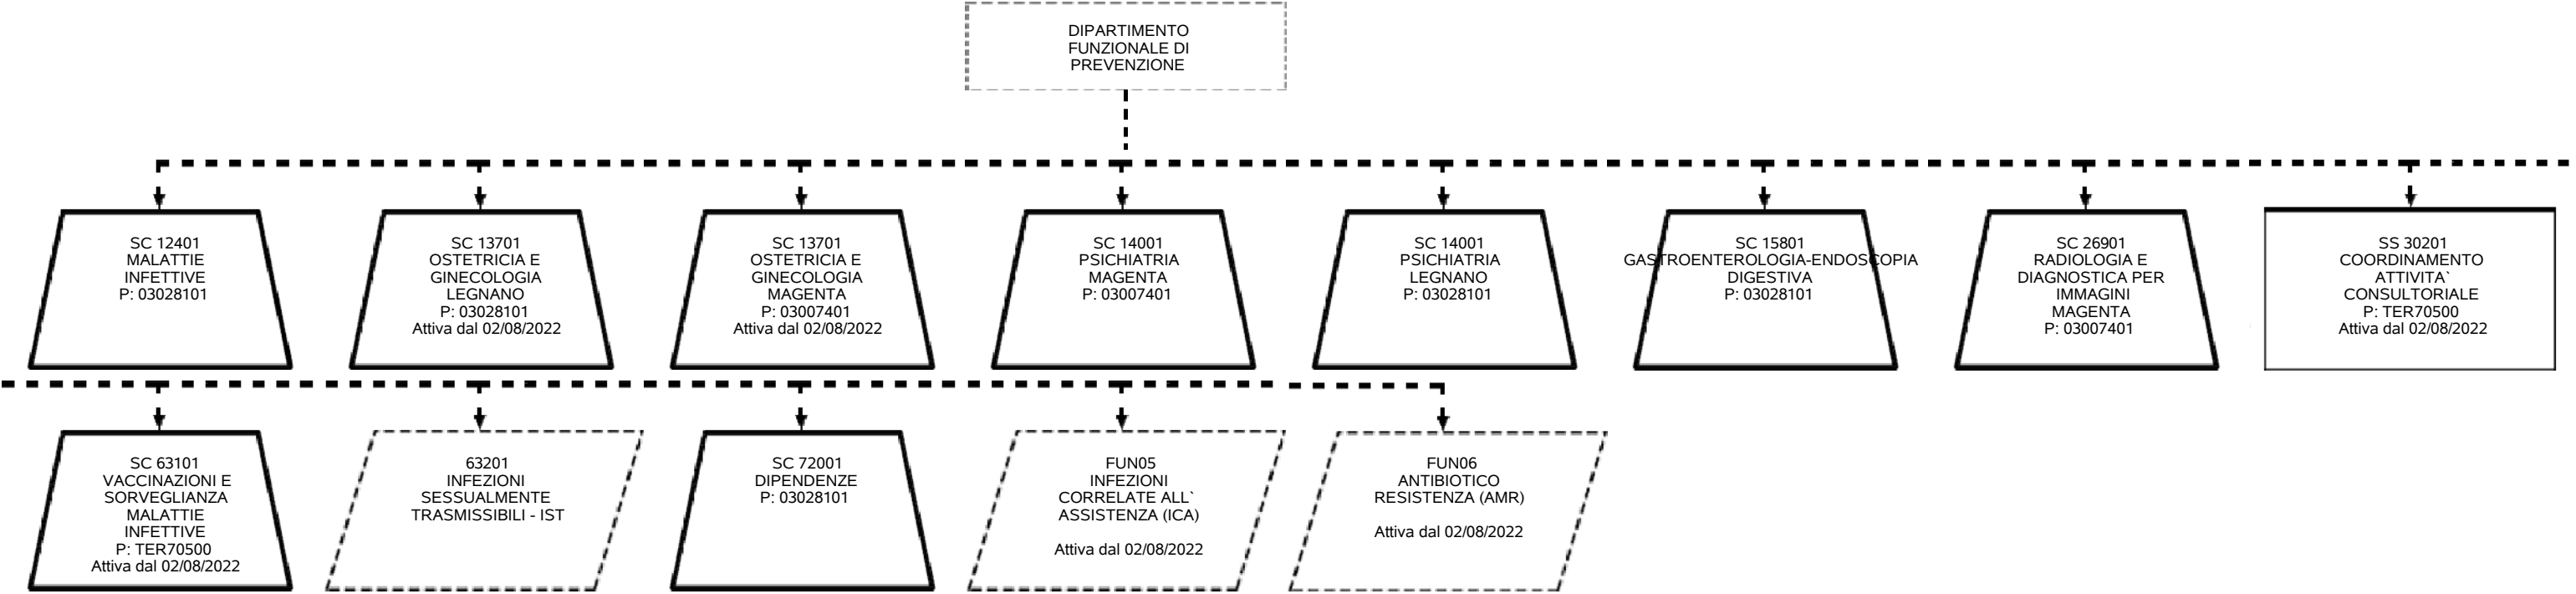 DIPARTIMENTO
FUNZIONALE DI
PREVENZIONE
SC 12401
MALATTIE
INFETTIVE
P: 03028101
SC 13701
OSTETRICIA E
GINECOLOGIA
LEGNANO
P: 03028101
Attiva dal 02/08/2022
SC 13701
OSTETRICIA E
GINECOLOGIA
MAGENTA
P: 03007401
Attiva dal 02/08/2022
SC 14001
PSICHIATRIA
MAGENTA
P: 03007401
SC 14001
PSICHIATRIA
LEGNANO
P: 03028101
SC 15801
GASTROENTEROLOGIA-ENDOSCOPIA
DIGESTIVA
P: 03028101
SC 26901
RADIOLOGIA E
DIAGNOSTICA PER
IMMAGINI
MAGENTA
P: 03007401
SS 30201
COORDINAMENTO
ATTIVITA`
CONSULTORIALE
P: TER70500
Attiva dal 02/08/2022
SC 63101
VACCINAZIONI E
SORVEGLIANZA
MALATTIE
INFETTIVE
P: TER70500
Attiva dal 02/08/2022
63201
INFEZIONI
SESSUALMENTE
TRASMISSIBILI - IST
SC 72001
DIPENDENZE
P: 03028101
FUN05
INFEZIONI
CORRELATE ALL`
ASSISTENZA (ICA)
Attiva dal 02/08/2022
FUN06
ANTIBIOTICO
RESISTENZA (AMR)
Attiva dal 02/08/2022